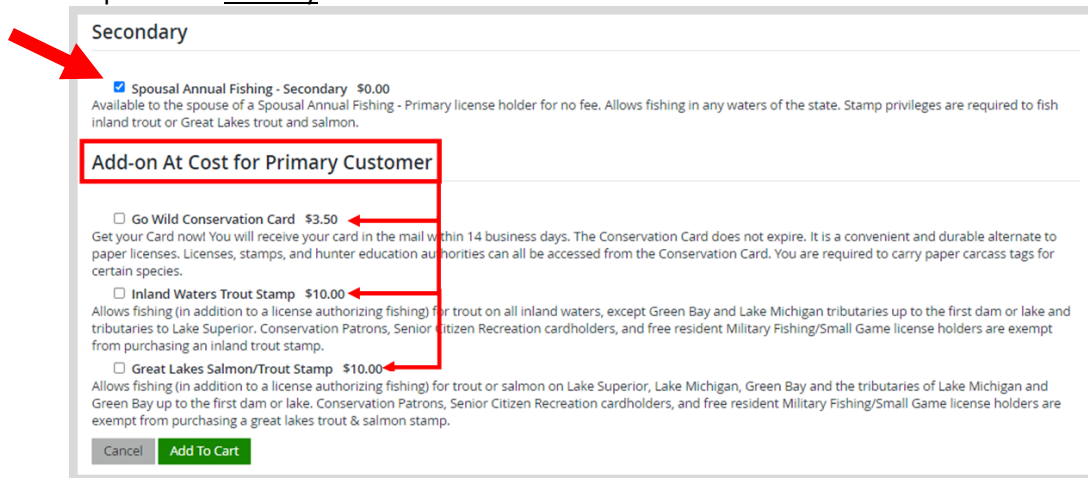 Secondary
Spousal Annual Fishing - Secondary $0.00
Available to the spouse of a Spousal Annual Fishing - Primary license holder for no fee. Allows fishing in any waters of the state. Stamp privileges are required to fish
inland trout or Great Lakes trout and salmon.
Add-on At Cost for Primary Customer
Go Wild Conservation Card $3.50
Get your Card now! You will receive your card in the mail within 14 business days. The Conservation Card does not expire. It is a convenient and durable alternate to
paper licenses. Licenses, stamps, and hunter education authorities can all be accessed from the Conservation Card. You are required to carry paper carcass tags for
certain species.
Inland Waters Trout Stamp $10.00
Allows fishing (in addition to a license authorizing fishing) for trout on all inland waters, except Green Bay and Lake Michigan tributaries up to the first dam or lake and
tributaries to Lake Superior. Conservation Patrons, Senior Citizen Recreation cardholders, and free resident Military Fishing/Small Game license holders are exempt
from purchasing an inland trout stamp.
Great Lakes Salmon/Trout Stamp $10.00
Allows fishing (in addition to a license authorizing fishing) for trout or salmon on Lake Superior, Lake Michigan, Green Bay and the tributaries of Lake Michigan and
Green Bay up to the first dam or lake. Conservation Patrons, Senior Citizen Recreation cardholders, and free resident Military Fishing/Small Game license holders are
exempt from purchasing a great lakes trout & salmon stamp.
Cancel Add To Cart